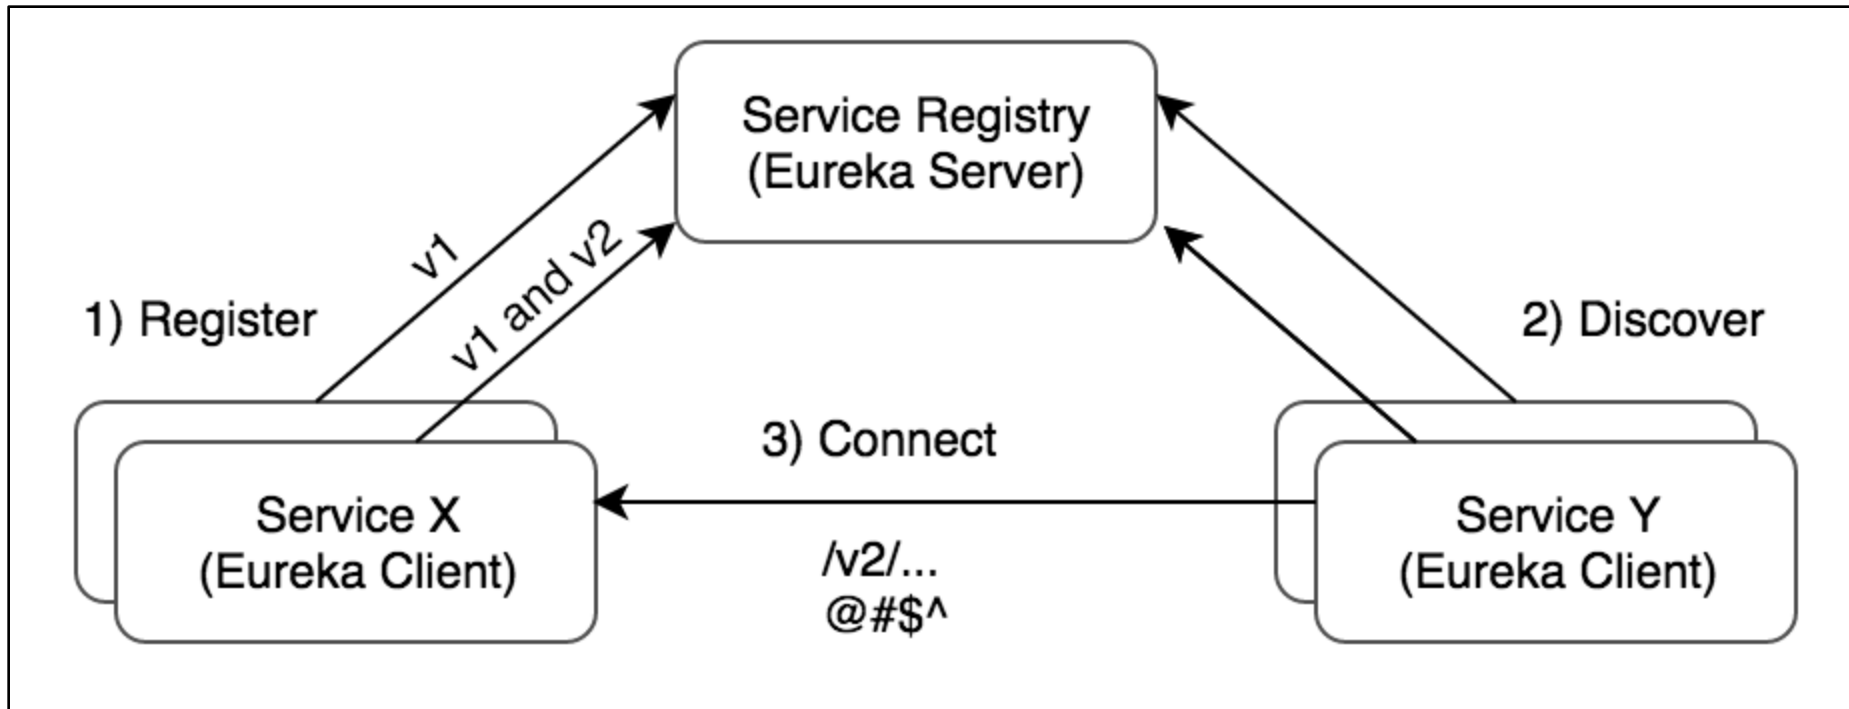 Service Registry
(Eureka Server)
v1
v1 and v2
1) Register
2) Discover
3) Connect
Service X
(Eureka Client)
/v2/...
@#$^
Service Y
(Eureka Client)